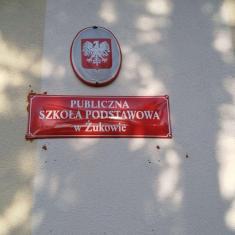 PUBLICZNA
SZKOŁA PODSTAWOWA
w Żukowie